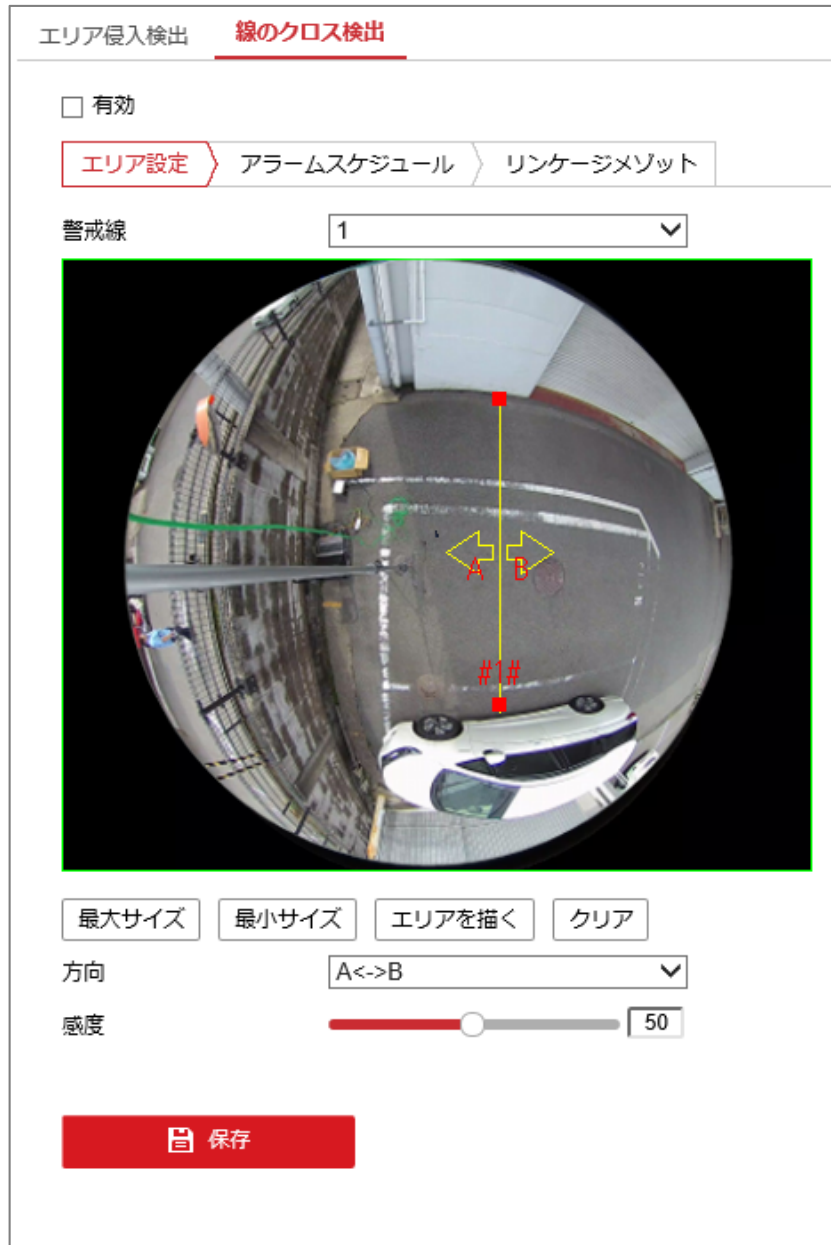 エリア侵入検出 線のクロス検出
有効
エリア設定 アラームスケジュール リンケージメゾット
警戒線 1
A B
#1#
最大サイズ 最小サイズ エリアを描く クリア
方向 A<->B
感度 50
保存